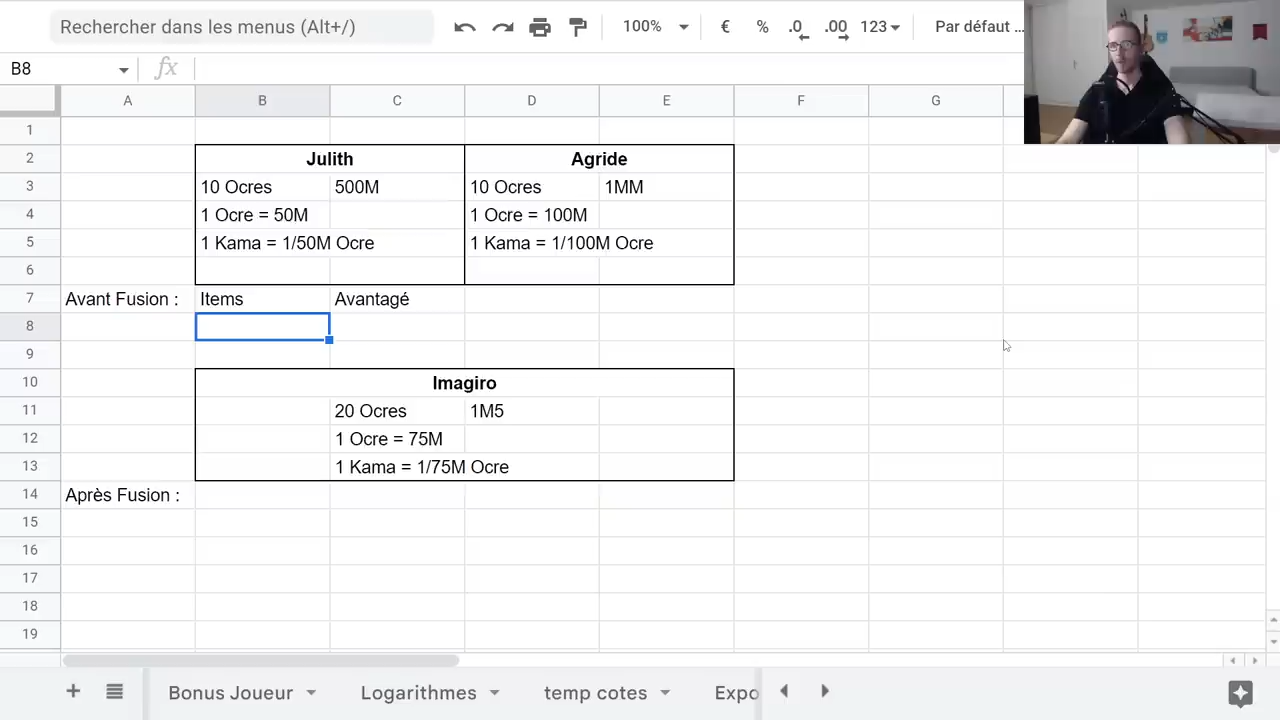 Rechercher dans les menus (Alt+/)
100%
€ % .0 .00 123 Par défaut ...
B8
fx
A B C D E F G
1
2 Julith Agride
3 10 Ocres 500M 10 Ocres 1MM
4 1 Ocre = 50M 1 Ocre = 100M
5 1 Kama = 1/50M Ocre 1 Kama = 1/100M Ocre
6
7 Avant Fusion : Items Avantagé
8
9
10 Imagiro
11 20 Ocres 1M5
12 1 Ocre = 75M
13 1 Kama = 1/75M Ocre
14 Après Fusion :
15
16
17
18
19
Bonus Joueur Logarithmes temp cotes Expo